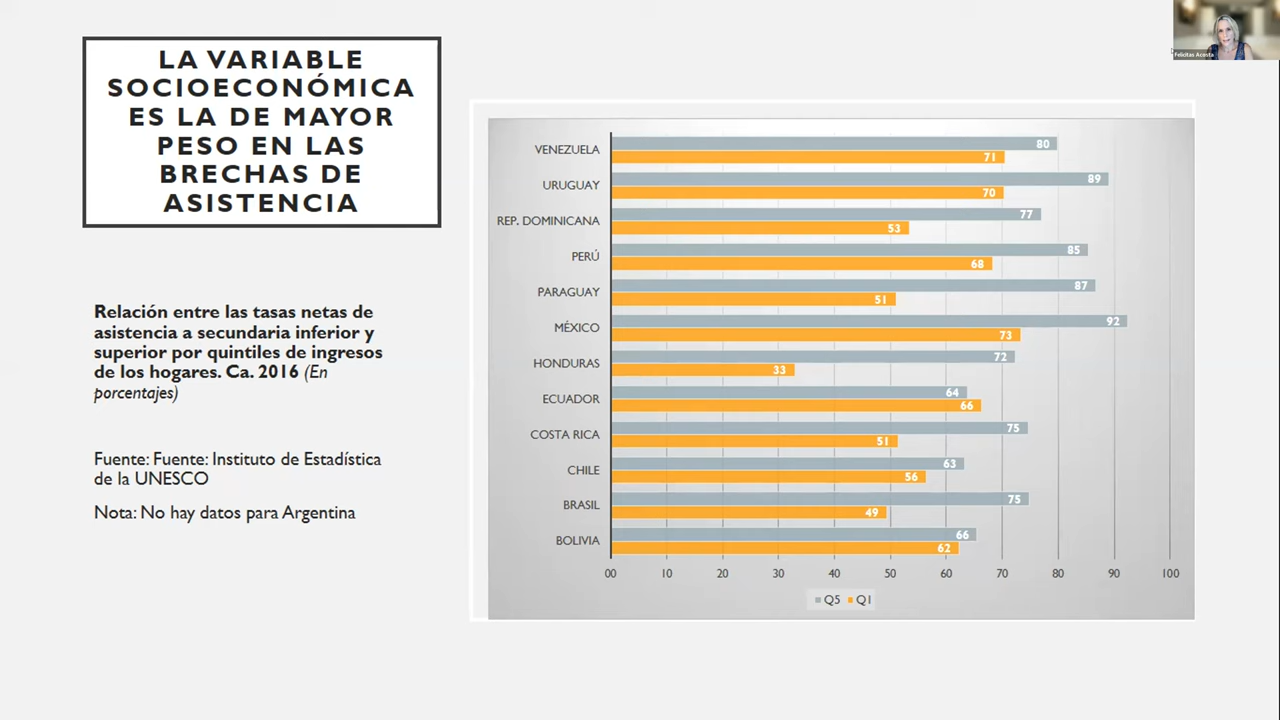 LA VARIABLE
SOCIOECONÓMICA
ES LA DE MAYOR
PESO EN LAS
BRECHAS DE
ASISTENCIA
Relación entre las tasas netas de
asistencia a secundaria inferior y
superior por quintiles de ingresos
de los hogares. Ca. 2016 (En
porcentajes)
Fuente: Fuente: Instituto de Estadística
de la UNESCO
Nota: No hay datos para Argentina
Felicitas Acosta
VENEZUELA 80
71
URUGUAY 89
70
REP. DOMINICANA 77
53
PERÚ 85
68
PARAGUAY 87
51
MÉXICO 92
73
HONDURAS 72
33
ECUADOR 64
66
COSTA RICA 75
51
CHILE 63
56
BRASIL 75
49
BOLIVIA 66
62
00 10 20 30 40 50 60 70 80 90 100
Q5 Q1